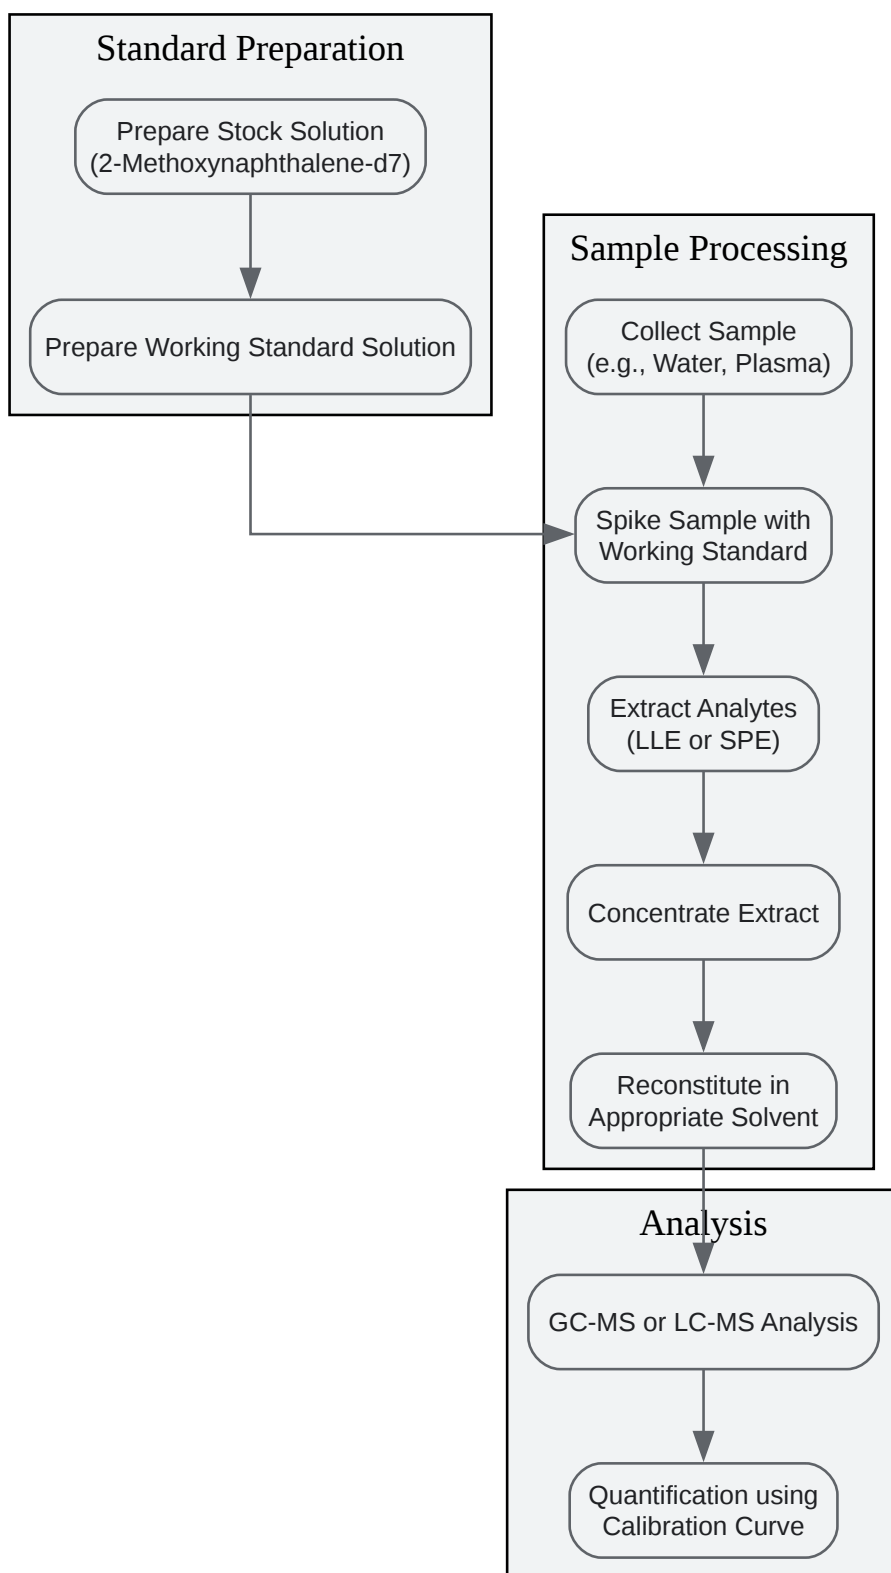 Standard Preparation
Prepare Stock Solution
(2-Methoxynaphthalene-d7)
Prepare Working Standard Solution
Sample Processing
Collect Sample
(e.g., Water, Plasma)
Spike Sample with
Working Standard
Extract Analytes
(LLE or SPE)
Concentrate Extract
Reconstitute in
Appropriate Solvent
Analysis
GC-MS or LC-MS Analysis
Quantification using
Calibration Curve